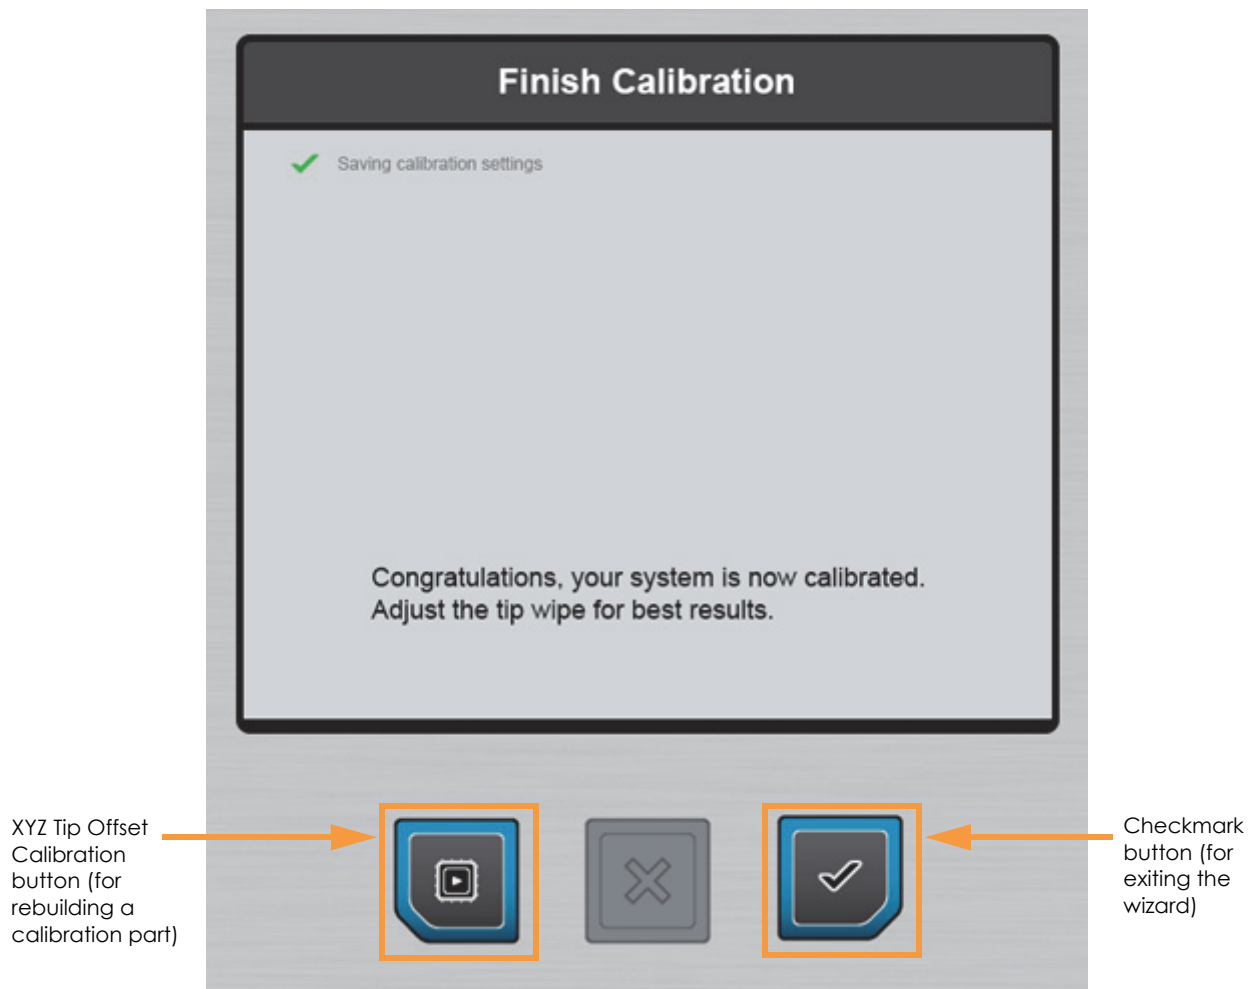 Finish Calibration
Saving calibration settings
Congratulations, your system is now calibrated.
Adjust the tip wipe for best results.
XYZ Tip Offset
Calibration
button (for
rebuilding a
calibration part)
Checkmark
button (for
exiting the
wizard)